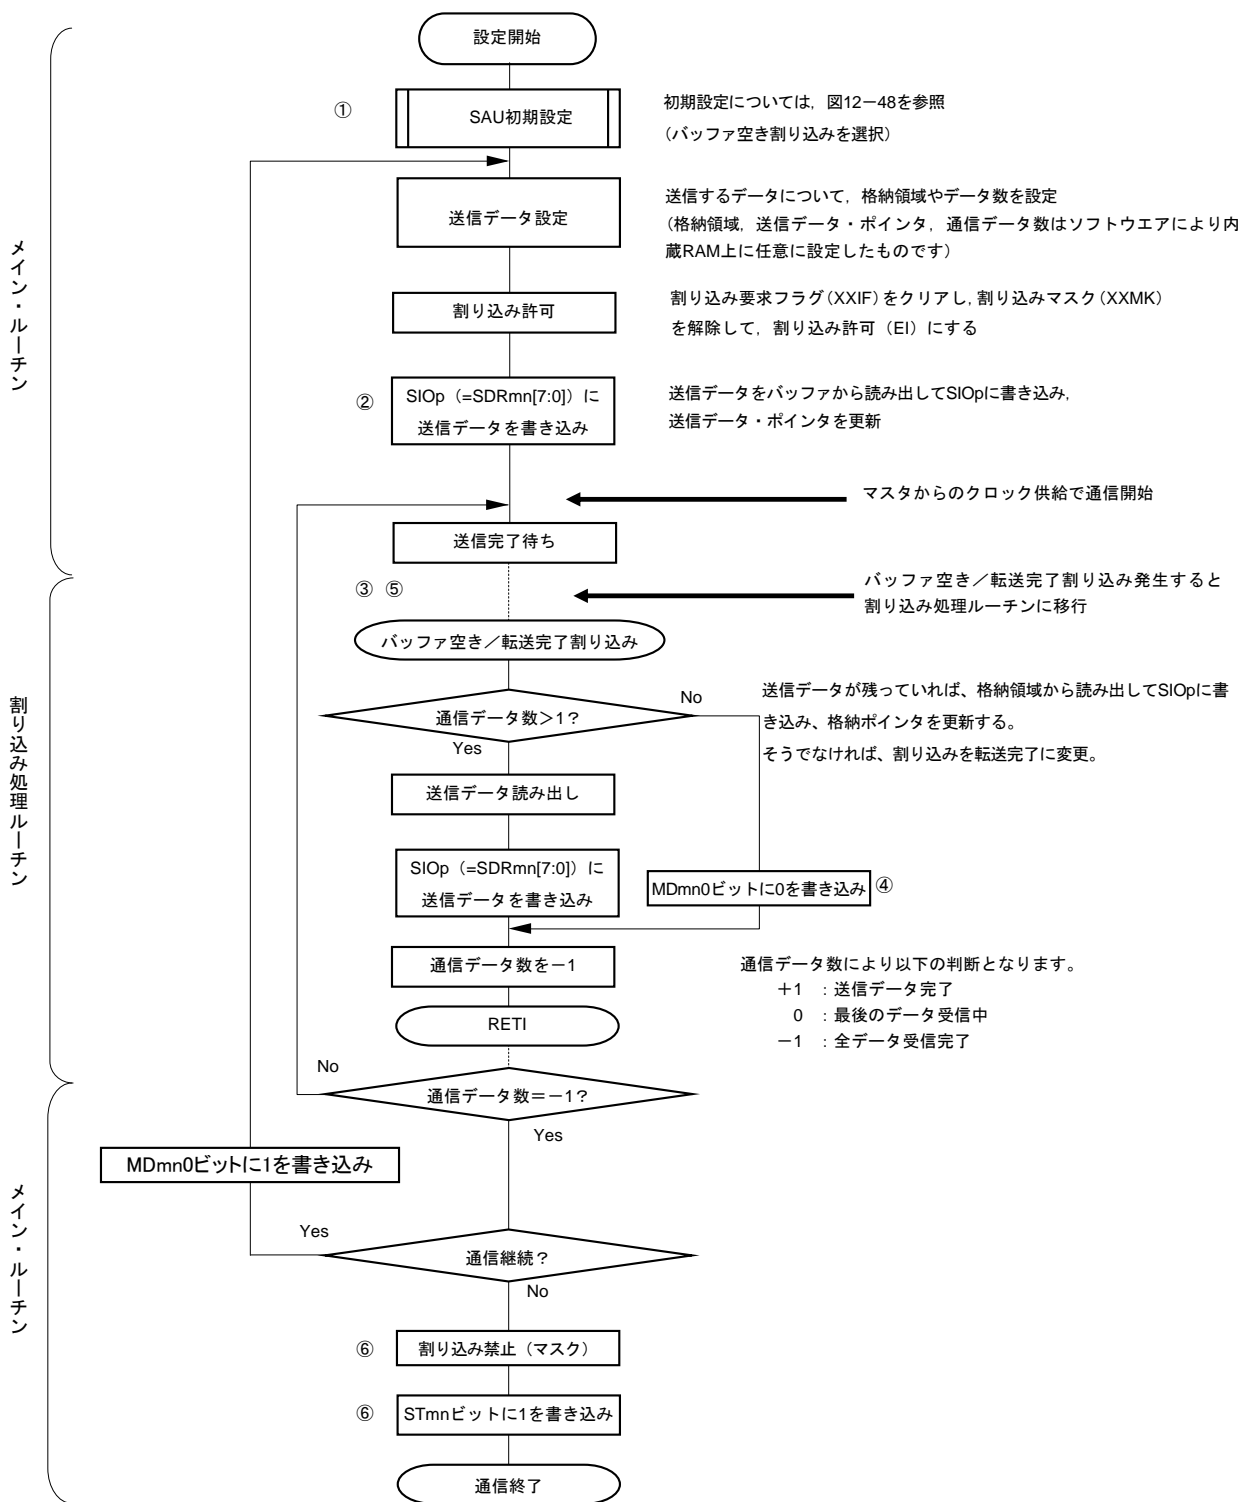 設定開始
①
SAU初期設定
初期設定については，図12－48を参照
（バッファ空き割り込みを選択）
送信データ設定
送信するデータについて，格納領域やデータ数を設定
（格納領域，送信データ・ポインタ，通信データ数はソフトウエアにより内
蔵RAM上に任意に設定したものです）
メイン・ルーチン
割り込み許可
割り込み要求フラグ（XXIF）をクリアし，割り込みマスク（XXMK）
を解除して，割り込み許可（EI）にする
②
SIOp（=SDRmn[7:0]）に
送信データを書き込み
送信データをバッファから読み出してSIOpに書き込み，
送信データ・ポインタを更新
マスタからのクロック供給で通信開始
送信完了待ち
③ ⑤
バッファ空き／転送完了割り込み発生すると
割り込み処理ルーチンに移行
バッファ空き／転送完了割り込み
割り込み処理ルーチン
通信データ数＞1？
No
Yes
送信データが残っていれば、格納領域から読み出してSIOpに書
き込み、格納ポインタを更新する。
そうでなければ、割り込みを転送完了に変更。
送信データ読み出し
SIOp（=SDRmn[7:0]）に
送信データを書き込み
MDmn0ビットに0を書き込み
④
通信データ数を－1
通信データ数により以下の判断となります。
＋1 ：送信データ完了
0 ：最後のデータ受信中
－1 ：全データ受信完了
RETI
No
通信データ数＝－1？
Yes
MDmn0ビットに1を書き込み
メイン・ルーチン
Yes
通信継続？
No
⑥
割り込み禁止（マスク）
⑥
STmnビットに1を書き込み
通信終了